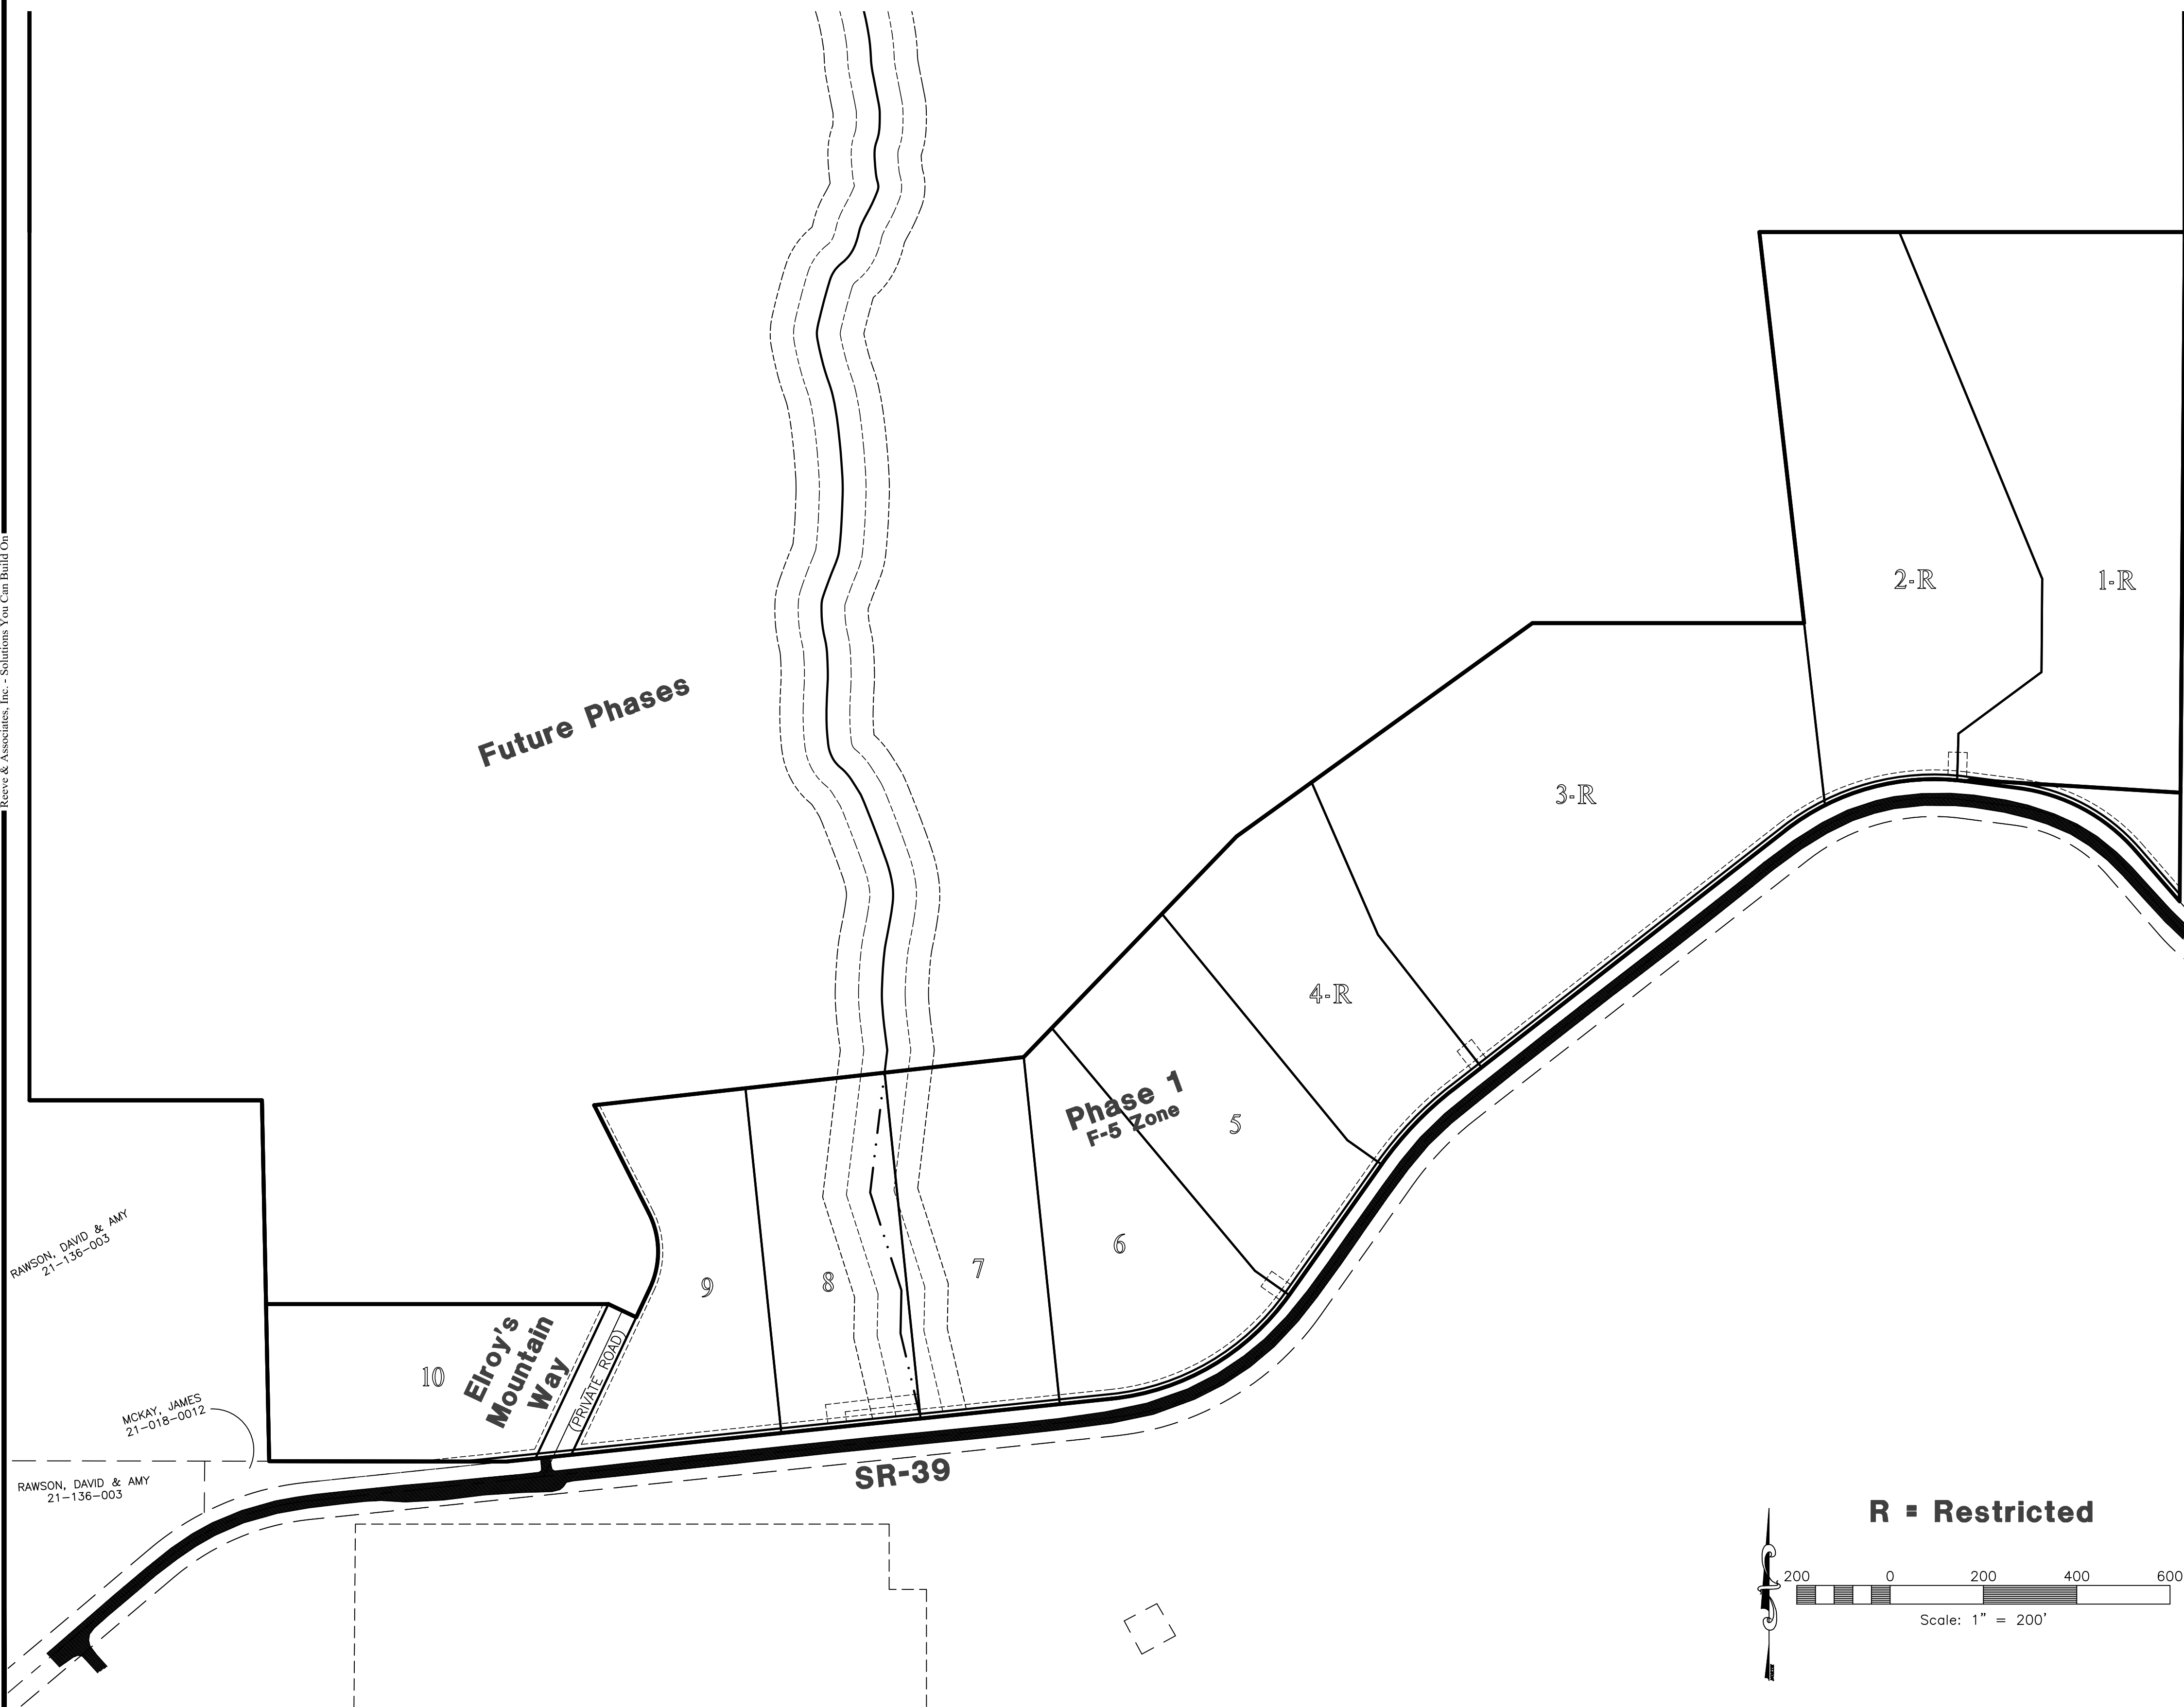 Reeve & Associates, Inc. - Solutions You Can Build On
2-R
1-R
Future Phases
3-R
4-R
Phase 1
F-5 Zone
5
6
7
8
9
10
Elroy's
Mountain
Way
(PRIVATE ROAD)
RAWSON, DAVID & AMY
21-136-003
MCKAY, JAMES
21-018-0012
RAWSON, DAVID & AMY
21-136-003
SR-39
R = Restricted
200 0 200 400 600
Scale: 1" = 200'